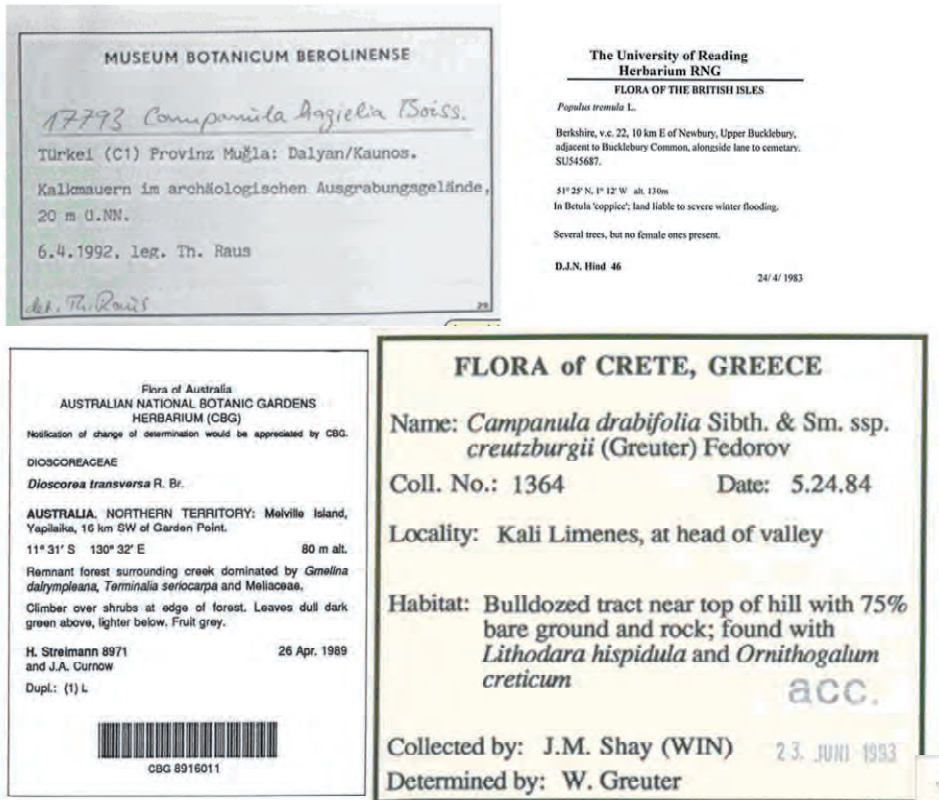 MUSEUM BOTANICUM BEROLINENSE
17793 Campanula hagielia Boiss.
Türkei (C1) Provinz Muğla: Dalyan/Kaunos.
Kalkmauern im archäologischen Ausgrabungsgelände,
20 m ü.NN.
6.4.1992, leg. Th. Raus
det. Th. Raus
29
The University of Reading
Herbarium RNG
FLORA OF THE BRITISH ISLES
Populus tremula L.
Berkshire, v.c. 22, 10 km E of Newbury, Upper Bucklebury,
adjacent to Bucklebury Common, alongside lane to cemetary.
SU545687.
51° 25' N, 1° 12' W alt. 130m
In Betula 'coppice'; land liable to severe winter flooding.
Several trees, but no female ones present.
D.J.N. Hind 46
24/ 4/ 1983
Flora of Australia
AUSTRALIAN NATIONAL BOTANIC GARDENS
HERBARIUM (CBG)
Notification of change of determination would be appreciated by CBG.
DIOSCOREACEAE
Dioscorea transversa R. Br.
AUSTRALIA. NORTHERN TERRITORY: Melville Island,
Yapilaika, 16 km SW of Garden Point.
11° 31' S 130° 32' E 80 m alt.
Remnant forest surrounding creek dominated by Gmelina
dalrympleana, Terminalia seriocarpa and Meliaceae.
Climber over shrubs at edge of forest. Leaves dull dark
green above, lighter below. Fruit grey.
H. Streimann 8971 26 Apr. 1989
and J.A. Curnow
Dupl.: (1) L
CBG 8916011
FLORA of CRETE, GREECE
Name: Campanula drabifolia Sibth. & Sm. ssp.
creutzburgii (Greuter) Fedorov
Coll. No.: 1364 Date: 5.24.84
Locality: Kali Limenes, at head of valley
Habitat: Bulldozed tract near top of hill with 75%
bare ground and rock; found with
Lithodara hispidula and Ornithogalum
creticum
acc.
Collected by: J.M. Shay (WIN) 23. JUNI 1993
Determined by: W. Greuter